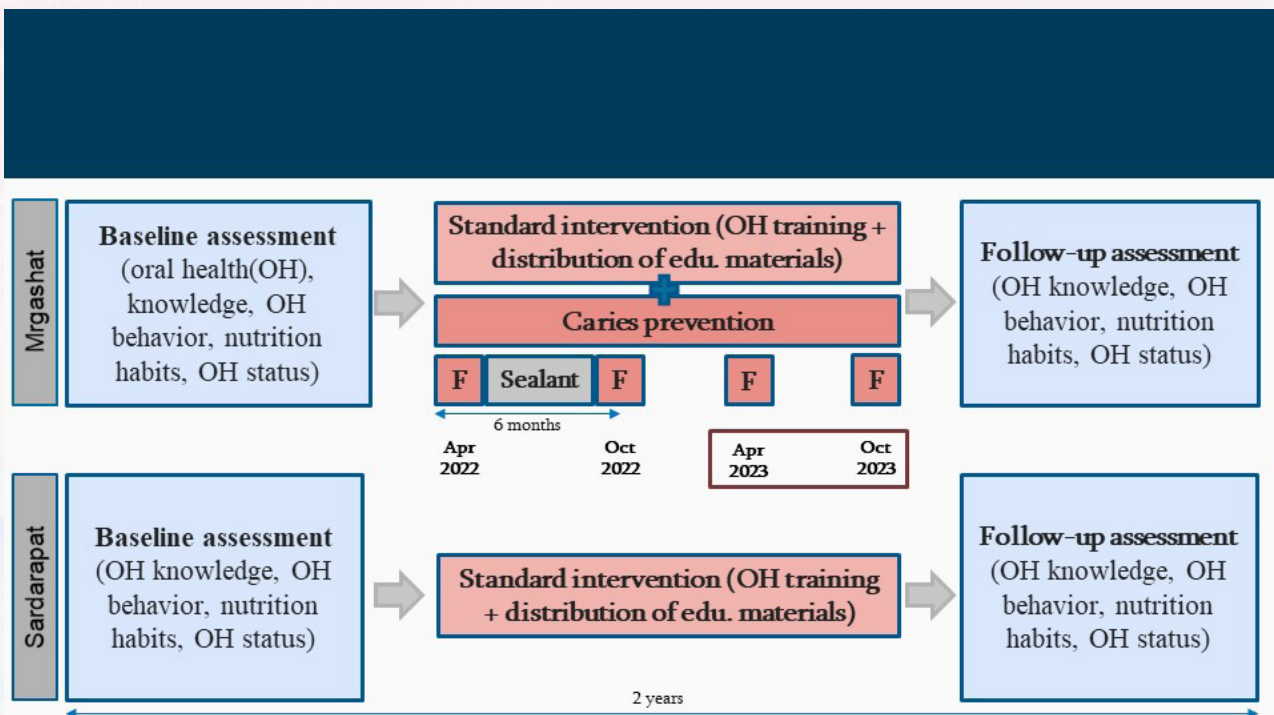 Mrgashat
Baseline assessment
(oral health(OH),
knowledge, OH
behavior, nutrition
habits, OH status)
Standard intervention (OH training +
distribution of edu. materials)
+
Caries prevention
F
Sealant
F
F
F
6 months
Apr
2022
Oct
2022
Apr
2023
Oct
2023
Follow-up assessment
(OH knowledge, OH
behavior, nutrition
habits, OH status)
Sardarapat
Baseline assessment
(OH knowledge, OH
behavior, nutrition
habits, OH status)
Standard intervention (OH training
+ distribution of edu. materials)
Follow-up assessment
(OH knowledge, OH
behavior, nutrition
habits, OH status)
2 years